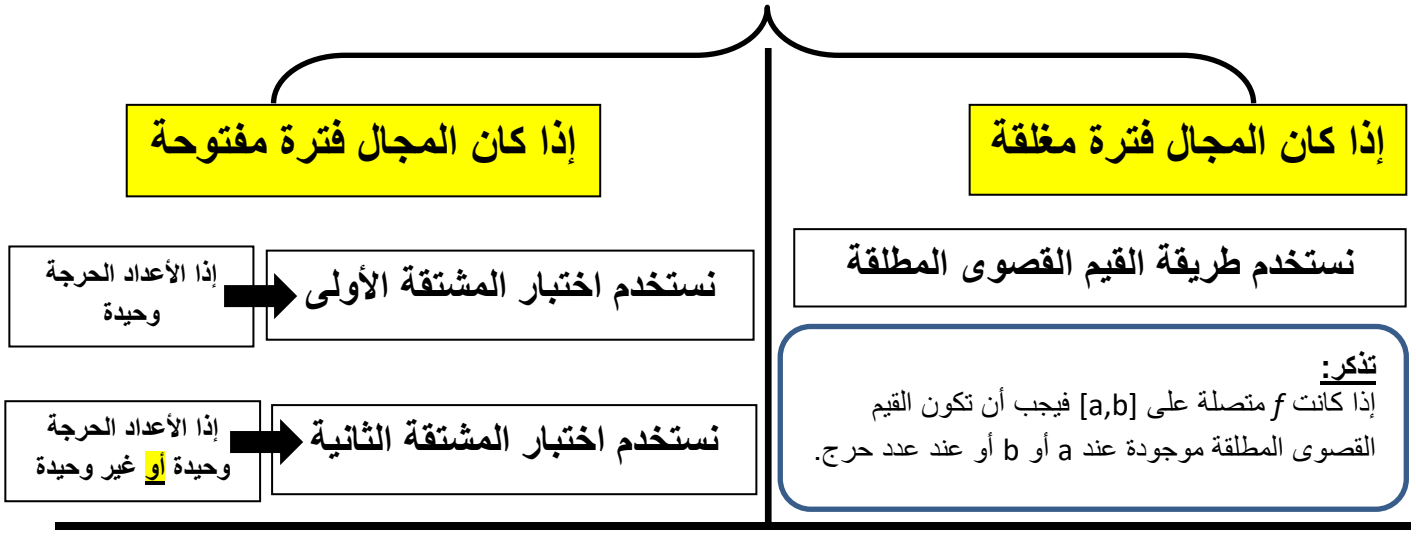 إذا كان المجال فترة مغلقة
نستخدم طريقة القيم القصوى المطلقة
تذكر:
إذا كانت f متصلة على [a,b] فيجب أن تكون القيم
القصوى المطلقة موجودة عند a أو b أو عند عدد حرج.
إذا كان المجال فترة مفتوحة
نستخدم اختبار المشتقة الأولى
إذا الأعداد الحرجة
وحيدة
نستخدم اختبار المشتقة الثانية
إذا الأعداد الحرجة
وحيدة أو غير وحيدة